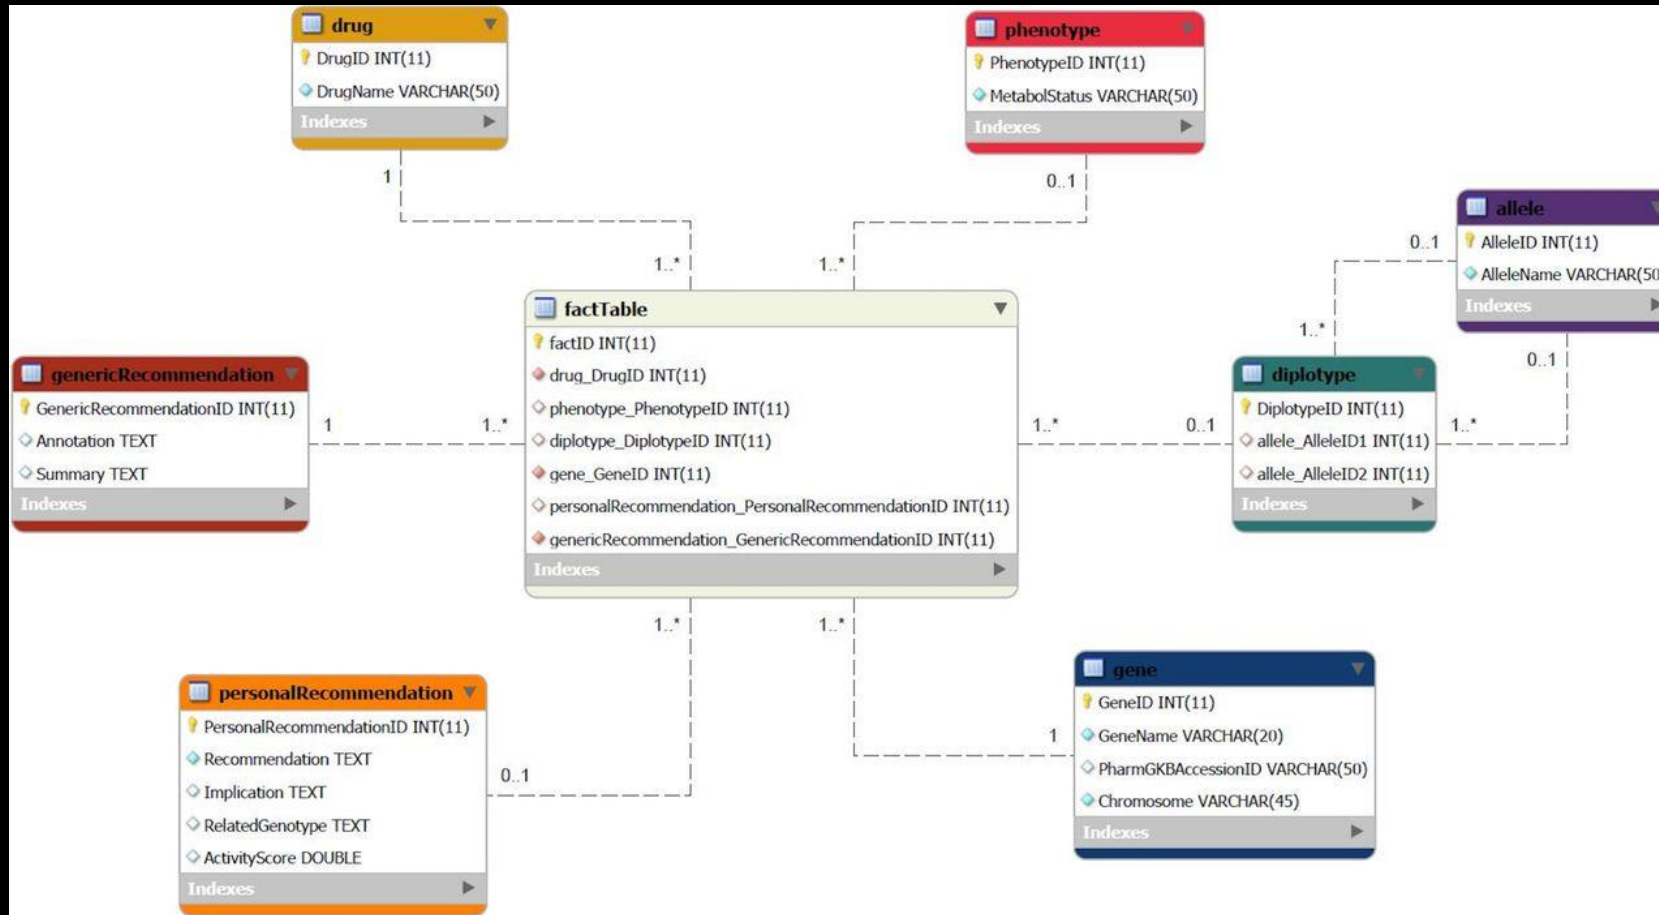 drug
DrugID INT(11)
DrugName VARCHAR(50)
Indexes
1
1..*
phenotype
PhenotypeID INT(11)
MetabolStatus VARCHAR(50)
Indexes
0..1
1..*
allele
AlleleID INT(11)
AlleleName VARCHAR(50
Indexes
0..1
1..*
0..1
1..*
factTable
factID INT(11)
drug_DrugID INT(11)
phenotype_PhenotypeID INT(11)
diplotype_DiplotypeID INT(11)
gene_GeneID INT(11)
personalRecommendation_PersonalRecommendationID INT(11)
genericRecommendation_GenericRecommendationID INT(11)
Indexes
genericRecommendation
GenericRecommendationID INT(11)
Annotation TEXT
Summary TEXT
Indexes
1
1..*
1..*
0..1
diplotype
DiplotypeID INT(11)
allele_AlleleID1 INT(11)
allele_AlleleID2 INT(11)
Indexes
1..*
1..*
personalRecommendation
PersonalRecommendationID INT(11)
Recommendation TEXT
Implication TEXT
RelatedGenotype TEXT
ActivityScore DOUBLE
Indexes
0..1
1
gene
GeneID INT(11)
GeneName VARCHAR(20)
PharmGKBAccessionID VARCHAR(50)
Chromosome VARCHAR(45)
Indexes